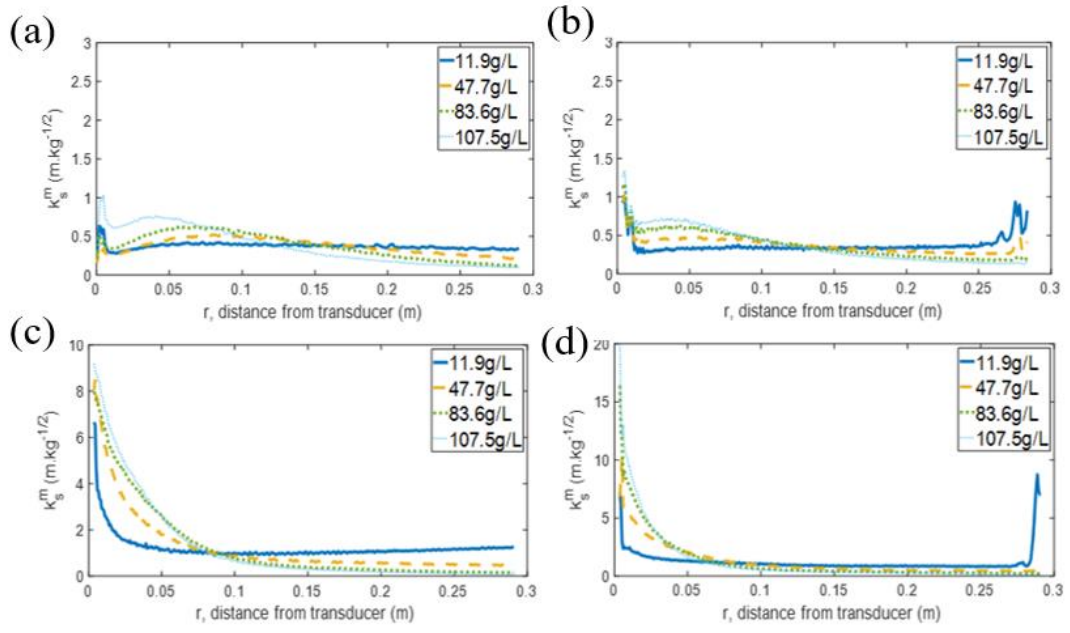 (a)
3
2.5
2
1.5
1
0.5
0
k_s^m (m.kg^-1/2)
11.9g/L
47.7g/L
83.6g/L
107.5g/L
0 0.05 0.1 0.15 0.2 0.25 0.3
r, distance from transducer (m)
(b)
3
2.5
2
1.5
1
0.5
0
k_s^m (m.kg^-1/2)
11.9g/L
47.7g/L
83.6g/L
107.5g/L
0 0.05 0.1 0.15 0.2 0.25 0.3
r, distance from transducer (m)
(c)
10
8
6
4
2
0
k_s^m (m.kg^-1/2)
11.9g/L
47.7g/L
83.6g/L
107.5g/L
0 0.05 0.1 0.15 0.2 0.25 0.3
r, distance from transducer (m)
(d)
20
15
10
5
0
k_s^m (m.kg^-1/2)
11.9g/L
47.7g/L
83.6g/L
107.5g/L
0 0.05 0.1 0.15 0.2 0.25 0.3
r, distance from transducer (m)